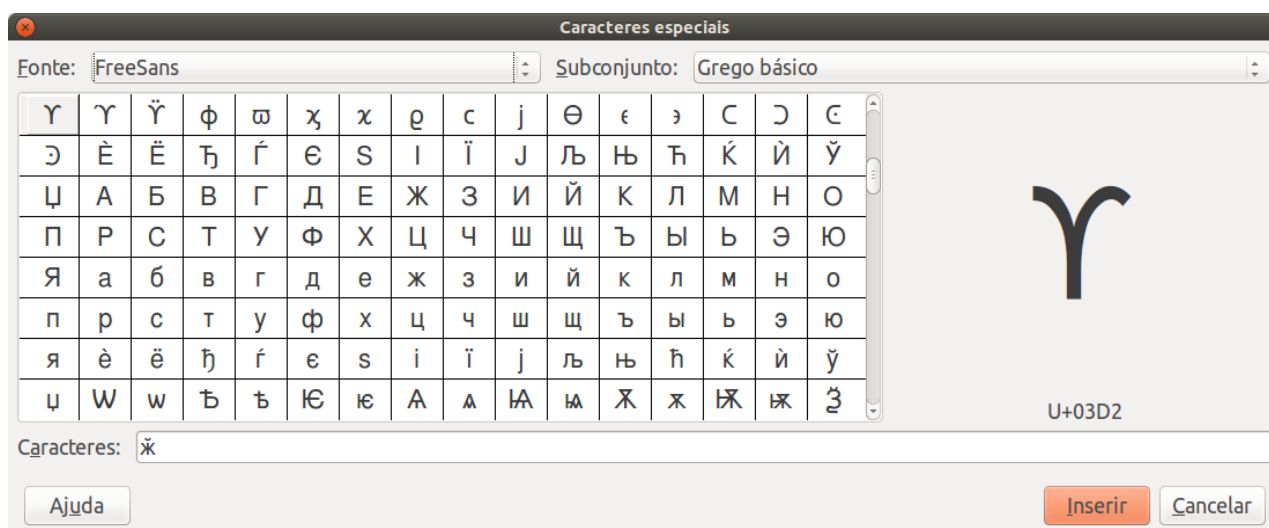 Caracteres especiais
Fonte: FreeSans Subconjunto: Grego básico
ϒ ϓ ϔ ϕ ϖ ϗ ϰ ϱ ϲ ϳ ϴ ϵ ϶ Ϲ Ͻ Ͼ
Ͽ Ѐ Ё Ђ Ѓ Є Ѕ І Ї Ј Љ Њ Ћ Ќ Ѝ Ў
Џ А Б В Г Д Е Ж З И Й К Л М Н О
П Р С Т У Ф Х Ц Ч Ш Щ Ъ Ы Ь Э Ю
Я а б в г д е ж з и й к л м н о
п р с т у ф х ц ч ш щ ъ ы ь э ю
я ѐ ё ђ ѓ є ѕ і ї ј љ њ ћ ќ ѝ ў
џ Ѡ ѡ Ѣ ѣ Ѥ ѥ Ѧ ѧ Ѩ ѩ Ѫ ѫ Ѭ ѭ Ѯ
ϒ
U+03D2
Caracteres: ӂ
Ajuda Inserir Cancelar